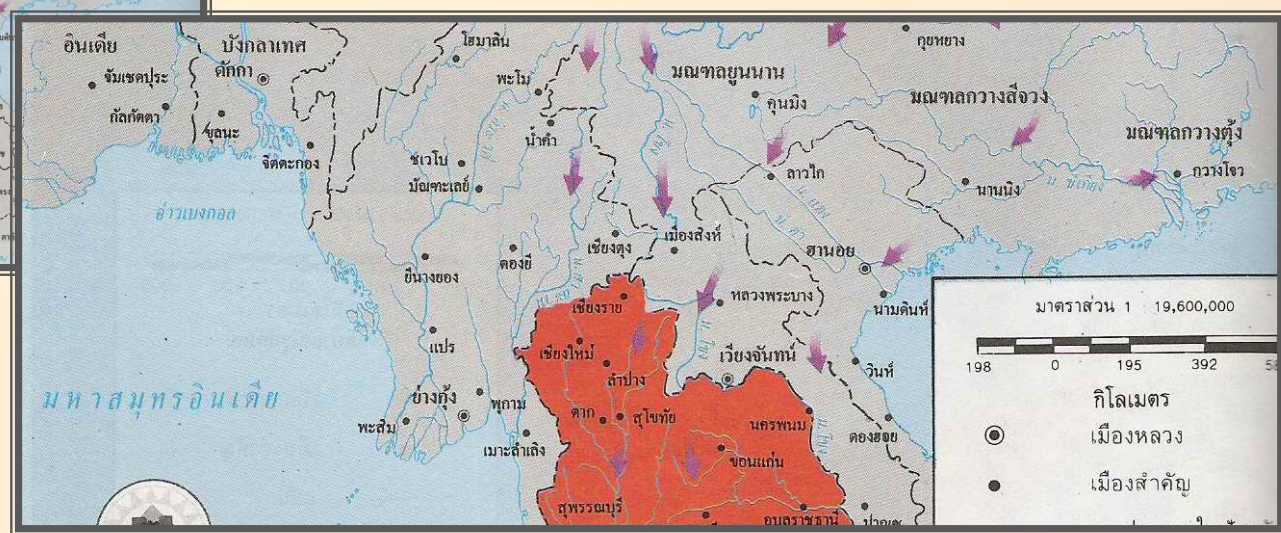 อินเดีย
บังกลาเทศ
โฮมาลิน
กุยหยาง
จัมเชคปุระ
ดักกา
พะโม
มณฑลยูนนาน
คุนมิง
มณฑลกวางสีจวง
กัลกัตตา
ขุลนะ
น้ำคำ
ม. โขง
มณฑลกวางตุ้ง
จิตตะกอง
ชเวโบ
มัณฑะเลย์
ลาวไก
นานนิง
กวางโจว
ม. แดง
ม. ดำ
อ่าวเบงกอล
เชียงตุง
เมืองสิงห์
ฮานอย
ยีนางยอง
ตองยี
เชียงราย
หลวงพระบาง
นามดินห์
มาตราส่วน 1 : 19,600,000
แปร
เชียงใหม่
ม. โขง
เวียงจันทน์
วินห์
198 0 195 392
ลำปาง
มหาสมุทรอินเดีย
ย่างกุ้ง
พุกาม
ตาก
สุโขทัย
นครพนม
กิโลเมตร
พะสิม
เมาะลำเลิง
ขอนแก่น
ดองฮอย
เมืองหลวง
เมืองสำคัญ
สุพรรณบุรี
อุบลราชธานี